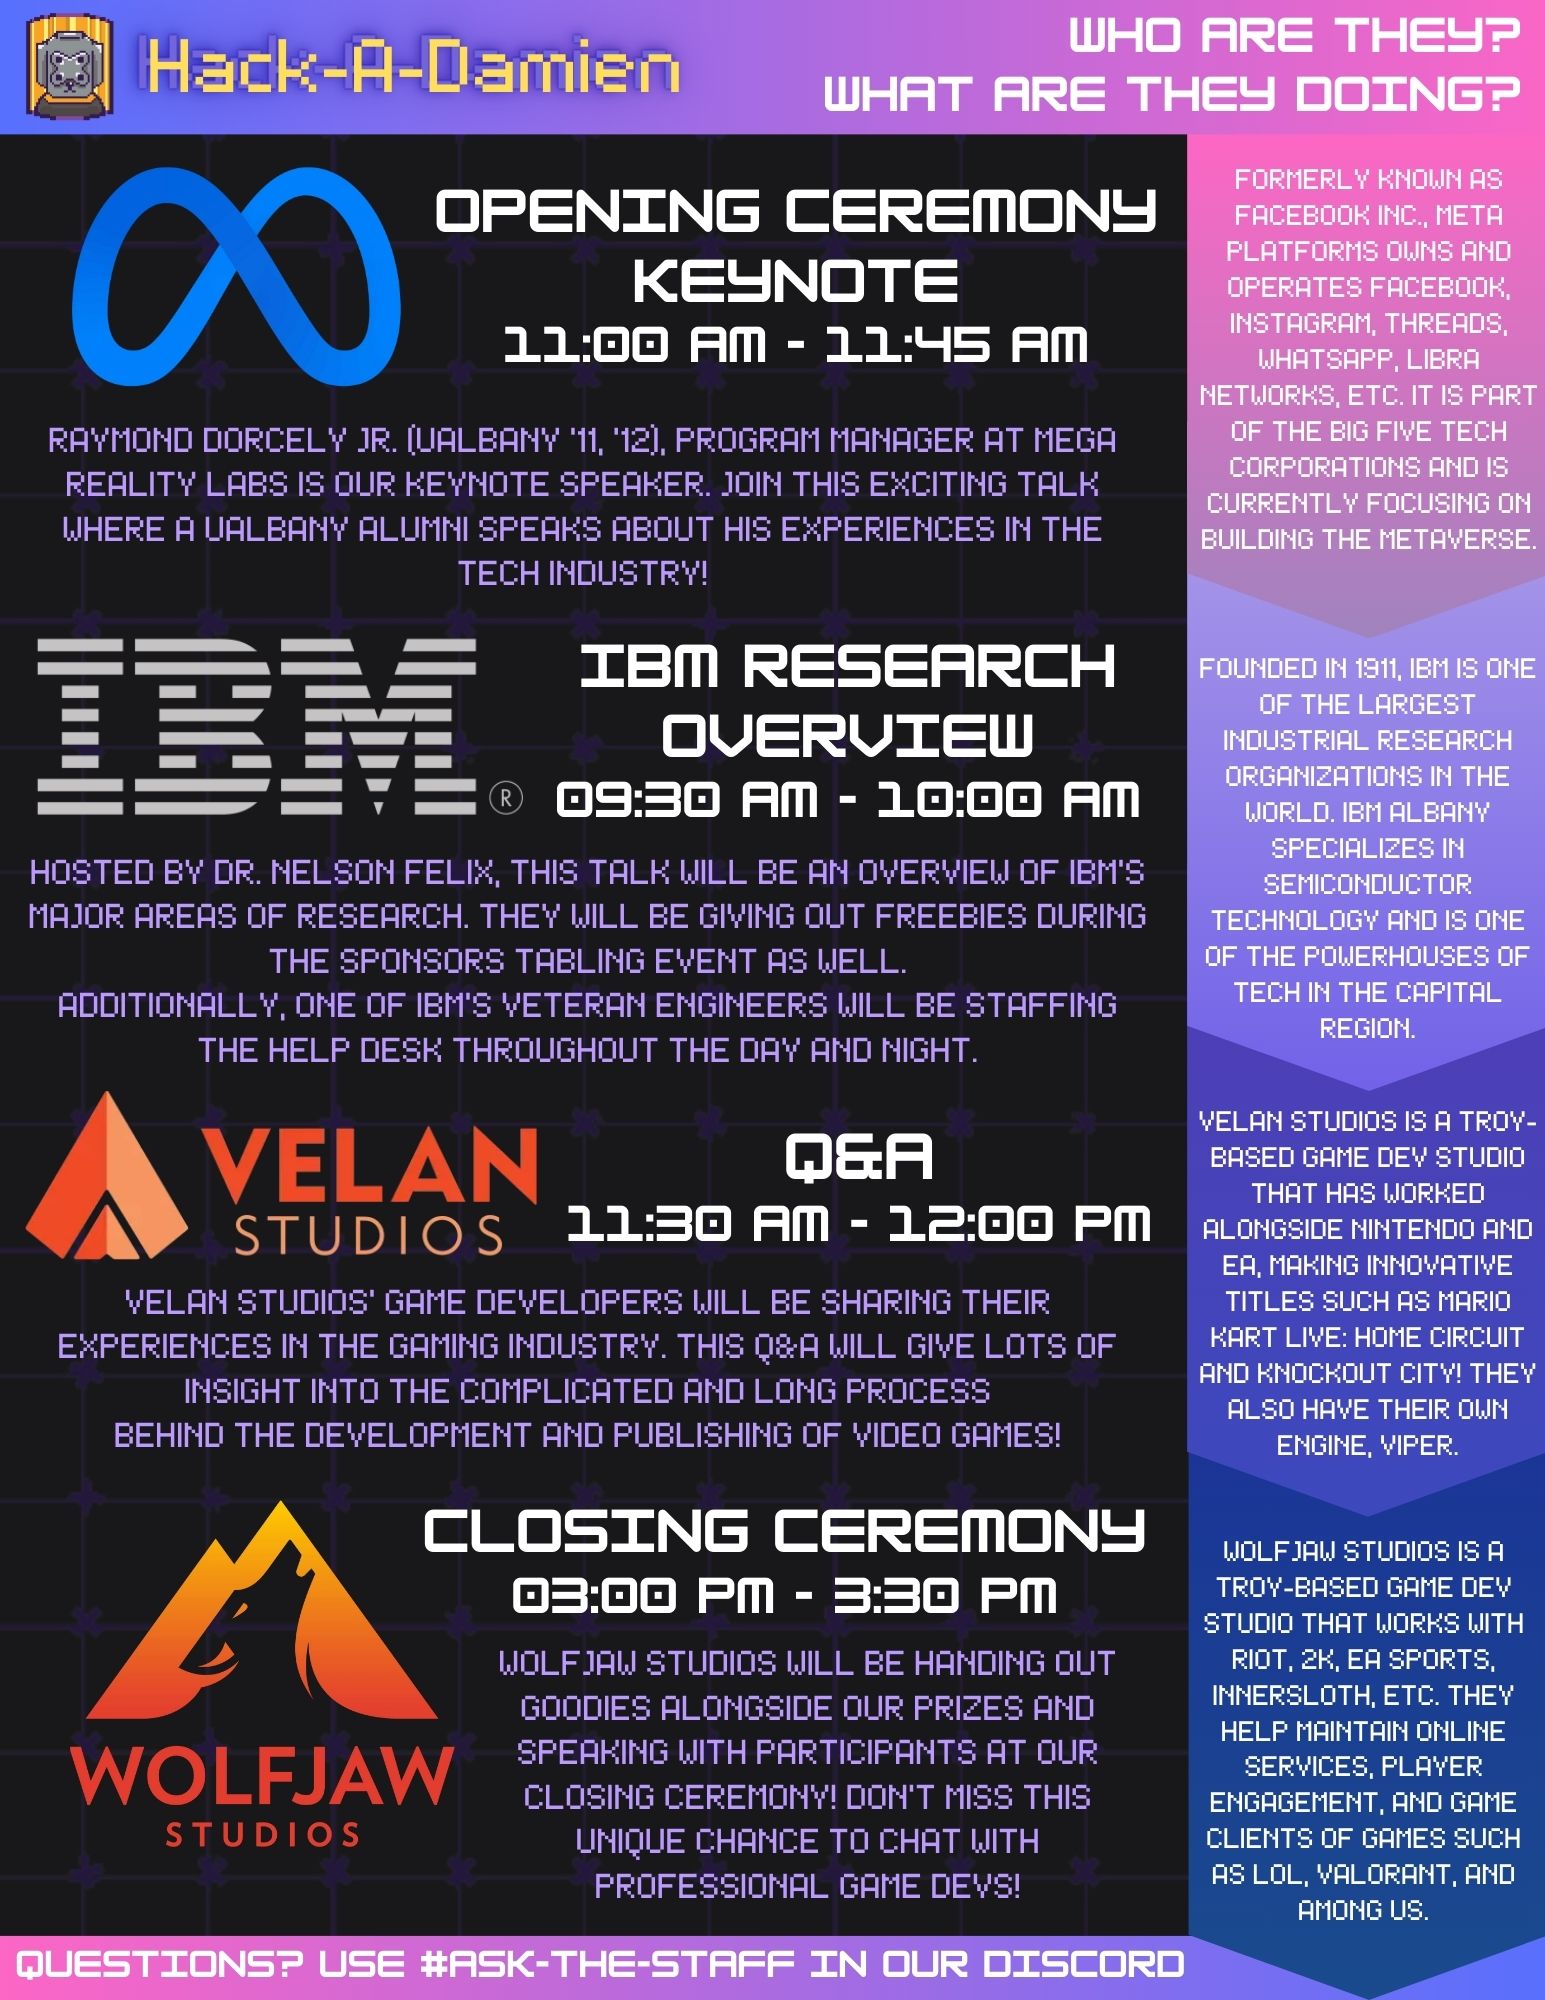 Hack-A-Damien
WHO ARE THEY?
WHAT ARE THEY DOING?
OPENING CEREMONY
KEYNOTE
11:00 AM - 11:45 AM
RAYMOND DORCELY JR. (UALBANY '11, '12), PROGRAM MANAGER AT MEGA
REALITY LABS IS OUR KEYNOTE SPEAKER. JOIN THIS EXCITING TALK
WHERE A UALBANY ALUMNI SPEAKS ABOUT HIS EXPERIENCES IN THE
TECH INDUSTRY!
FORMERLY KNOWN AS
FACEBOOK INC., META
PLATFORMS OWNS AND
OPERATES FACEBOOK,
INSTAGRAM, THREADS,
WHATSAPP, LIBRA
NETWORKS, ETC. IT IS PART
OF THE BIG FIVE TECH
CORPORATIONS AND IS
CURRENTLY FOCUSING ON
BUILDING THE METAVERSE.
IBM®
IBM RESEARCH
OVERVIEW
09:30 AM - 10:00 AM
HOSTED BY DR. NELSON FELIX, THIS TALK WILL BE AN OVERVIEW OF IBM'S
MAJOR AREAS OF RESEARCH. THEY WILL BE GIVING OUT FREEBIES DURING
THE SPONSORS TABLING EVENT AS WELL.
ADDITIONALLY, ONE OF IBM'S VETERAN ENGINEERS WILL BE STAFFING
THE HELP DESK THROUGHOUT THE DAY AND NIGHT.
FOUNDED IN 1911, IBM IS ONE
OF THE LARGEST
INDUSTRIAL RESEARCH
ORGANIZATIONS IN THE
WORLD. IBM ALBANY
SPECIALIZES IN
SEMICONDUCTOR
TECHNOLOGY AND IS ONE
OF THE POWERHOUSES OF
TECH IN THE CAPITAL
REGION.
VELAN
STUDIOS
Q&A
11:30 AM - 12:00 PM
VELAN STUDIOS' GAME DEVELOPERS WILL BE SHARING THEIR
EXPERIENCES IN THE GAMING INDUSTRY. THIS Q&A WILL GIVE LOTS OF
INSIGHT INTO THE COMPLICATED AND LONG PROCESS
BEHIND THE DEVELOPMENT AND PUBLISHING OF VIDEO GAMES!
VELAN STUDIOS IS A TROY-
BASED GAME DEV STUDIO
THAT HAS WORKED
ALONGSIDE NINTENDO AND
EA, MAKING INNOVATIVE
TITLES SUCH AS MARIO
KART LIVE: HOME CIRCUIT
AND KNOCKOUT CITY! THEY
ALSO HAVE THEIR OWN
ENGINE, VIPER.
WOLFJAW
STUDIOS
CLOSING CEREMONY
03:00 PM - 3:30 PM
WOLFJAW STUDIOS WILL BE HANDING OUT
GOODIES ALONGSIDE OUR PRIZES AND
SPEAKING WITH PARTICIPANTS AT OUR
CLOSING CEREMONY! DON'T MISS THIS
UNIQUE CHANCE TO CHAT WITH
PROFESSIONAL GAME DEVS!
WOLFJAW STUDIOS IS A
TROY-BASED GAME DEV
STUDIO THAT WORKS WITH
RIOT, 2K, EA SPORTS,
INNERSLOTH, ETC. THEY
HELP MAINTAIN ONLINE
SERVICES, PLAYER
ENGAGEMENT, AND GAME
CLIENTS OF GAMES SUCH
AS LOL, VALORANT, AND
AMONG US.
QUESTIONS? USE #ASK-THE-STAFF IN OUR DISCORD